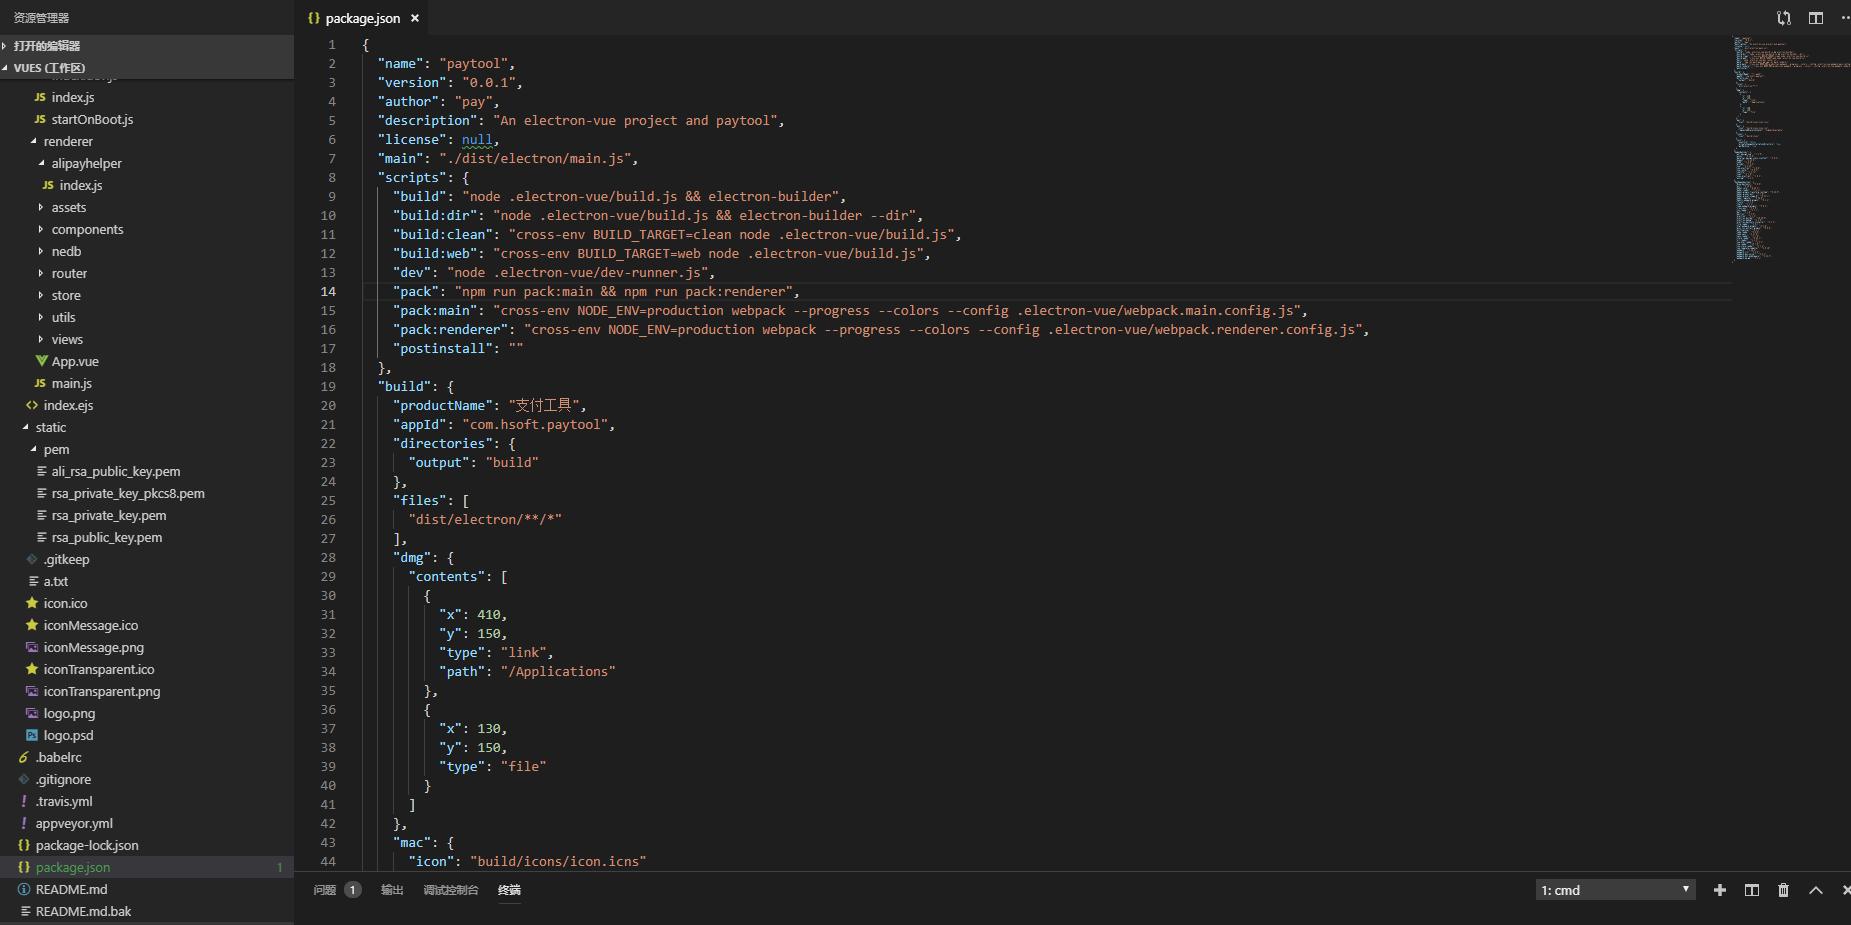 资源管理器
打开的编辑器
VUES (工作区)
index.js
startOnBoot.js
renderer
alipayhelper
index.js
assets
components
nedb
router
store
utils
views
App.vue
main.js
index.ejs
static
pem
ali_rsa_public_key.pem
rsa_private_key_pkcs8.pem
rsa_private_key.pem
rsa_public_key.pem
.gitkeep
a.txt
icon.ico
iconMessage.ico
iconMessage.png
iconTransparent.ico
iconTransparent.png
logo.png
logo.psd
.babelrc
.gitignore
.travis.yml
appveyor.yml
package-lock.json
package.json 1
README.md
README.md.bak
package.json
1 {
2 "name": "paytool",
3 "version": "0.0.1",
4 "author": "pay",
5 "description": "An electron-vue project and paytool",
6 "license": null,
7 "main": "./dist/electron/main.js",
8 "scripts": {
9 "build": "node .electron-vue/build.js && electron-builder",
10 "build:dir": "node .electron-vue/build.js && electron-builder --dir",
11 "build:clean": "cross-env BUILD_TARGET=clean node .electron-vue/build.js",
12 "build:web": "cross-env BUILD_TARGET=web node .electron-vue/build.js",
13 "dev": "node .electron-vue/dev-runner.js",
14 "pack": "npm run pack:main && npm run pack:renderer",
15 "pack:main": "cross-env NODE_ENV=production webpack --progress --colors --config .electron-vue/webpack.main.config.js",
16 "pack:renderer": "cross-env NODE_ENV=production webpack --progress --colors --config .electron-vue/webpack.renderer.config.js",
17 "postinstall": ""
18 },
19 "build": {
20 "productName": "支付工具",
21 "appId": "com.hsoft.paytool",
22 "directories": {
23 "output": "build"
24 },
25 "files": [
26 "dist/electron/**/*"
27 ],
28 "dmg": {
29 "contents": [
30 {
31 "x": 410,
32 "y": 150,
33 "type": "link",
34 "path": "/Applications"
35 },
36 {
37 "x": 130,
38 "y": 150,
39 "type": "file"
40 }
41 ]
42 },
43 "mac": {
44 "icon": "build/icons/icon.icns"
问题 1 输出 调试控制台 终端 1: cmd